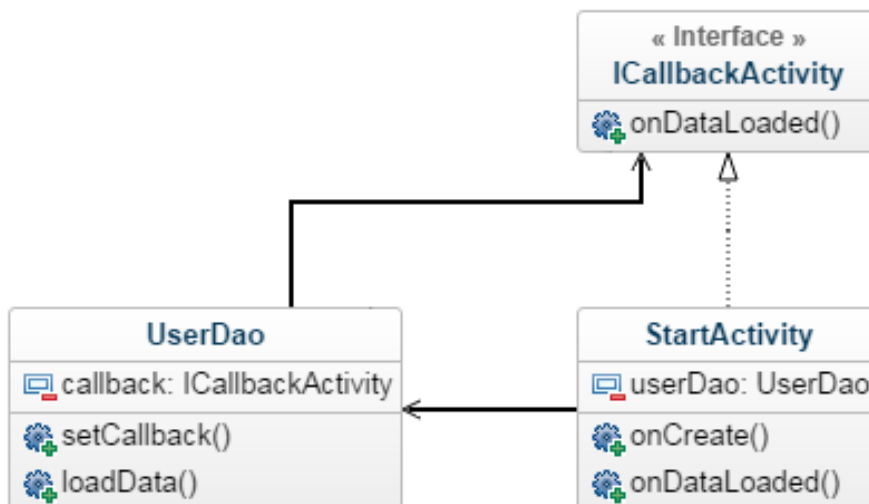 « Interface »
ICallbackActivity
onDataLoaded()
UserDao
callback: ICallbackActivity
setCallback()
loadData()
StartActivity
userDao: UserDao
onCreate()
onDataLoaded()